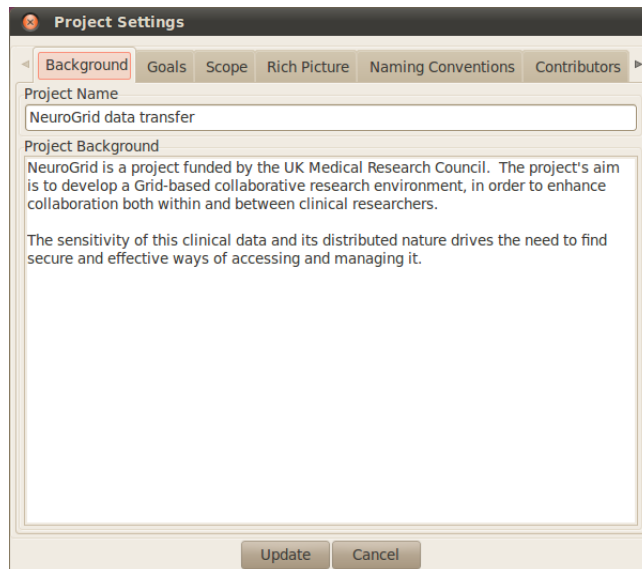 Project Settings
Background Goals Scope Rich Picture Naming Conventions Contributors
Project Name
NeuroGrid data transfer
Project Background
NeuroGrid is a project funded by the UK Medical Research Council.  The project's aim
is to develop a Grid-based collaborative research environment, in order to enhance
collaboration both within and between clinical researchers.
The sensitivity of this clinical data and its distributed nature drives the need to find
secure and effective ways of accessing and managing it.
Update Cancel